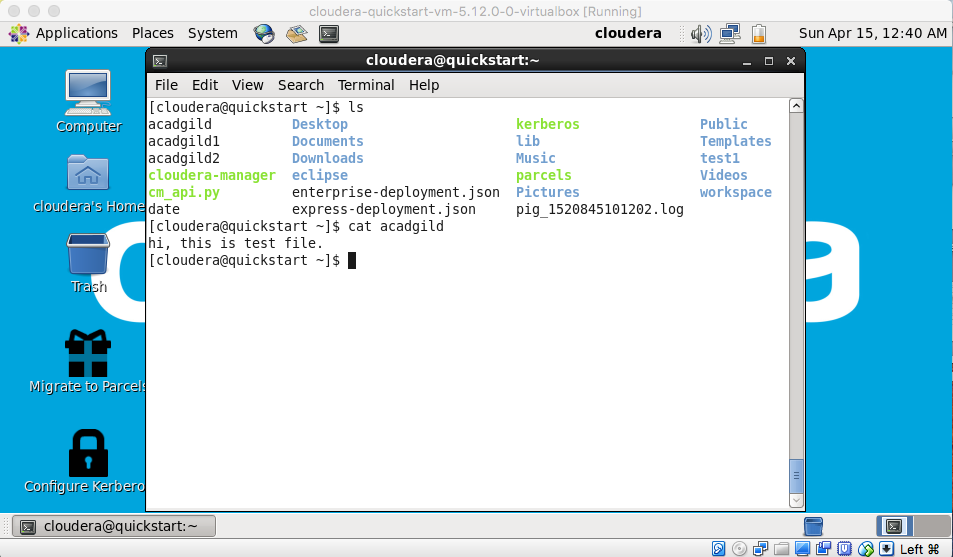 cloudera-quickstart-vm-5.12.0-0-virtualbox [Running]
Applications Places System cloudera Sun Apr 15, 12:40 AM
cloudera@quickstart:~
File Edit View Search Terminal Help
[cloudera@quickstart ~]$ ls
acadgild Desktop kerberos Public
acadgild1 Documents lib Templates
acadgild2 Downloads Music test1
cloudera-manager eclipse parcels Videos
cm_api.py enterprise-deployment.json Pictures workspace
date express-deployment.json pig_1520845101202.log
[cloudera@quickstart ~]$ cat acadgild
hi, this is test file.
[cloudera@quickstart ~]$
Computer
cloudera's Home
Trash
Migrate to Parcels
Configure Kerbero
a
cloudera@quickstart:~
Left ⌘